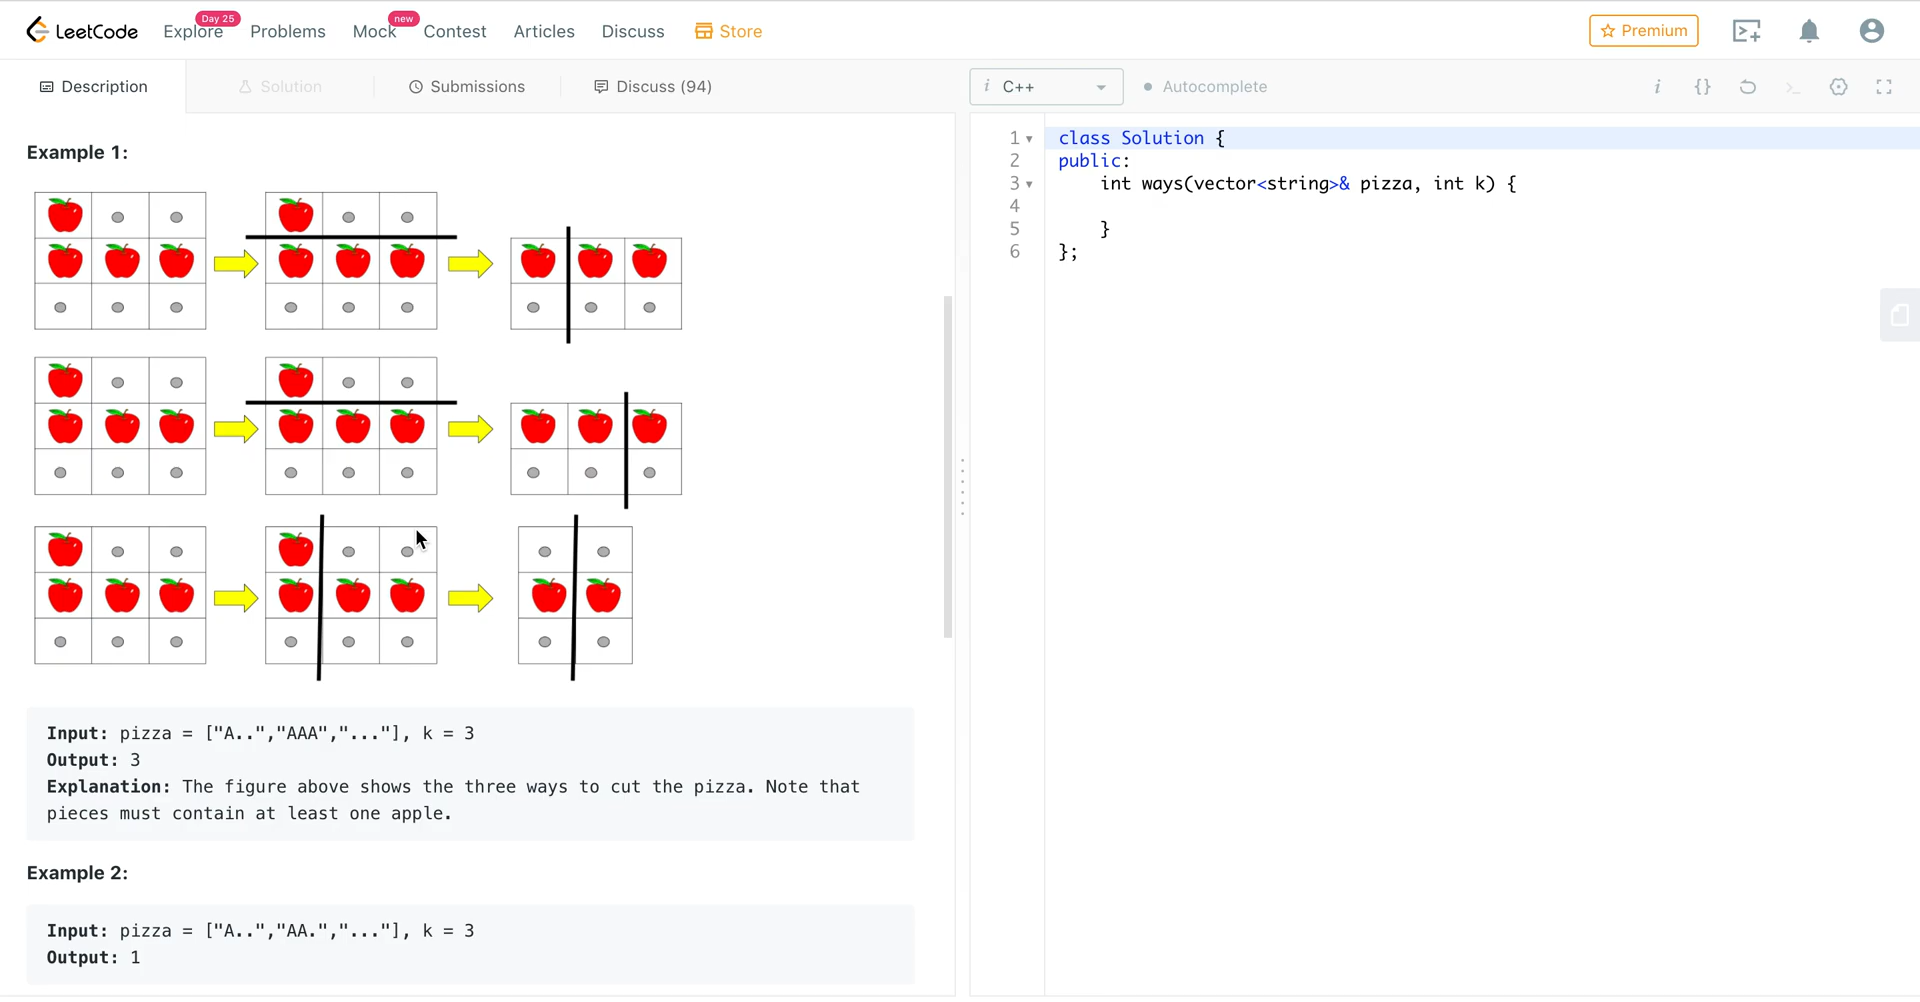 LeetCode Explore Day 25 Problems Mock new Contest Articles Discuss Store Premium
Description Solution Submissions Discuss (94)
i C++ Autocomplete i {}
Example 1:
Input: pizza = ["A..","AAA","..."], k = 3
Output: 3
Explanation: The figure above shows the three ways to cut the pizza. Note that
pieces must contain at least one apple.
Example 2:
Input: pizza = ["A..","AA.","..."], k = 3
Output: 1
1 class Solution {
2 public:
3     int ways(vector<string>& pizza, int k) {
4
5     }
6 };